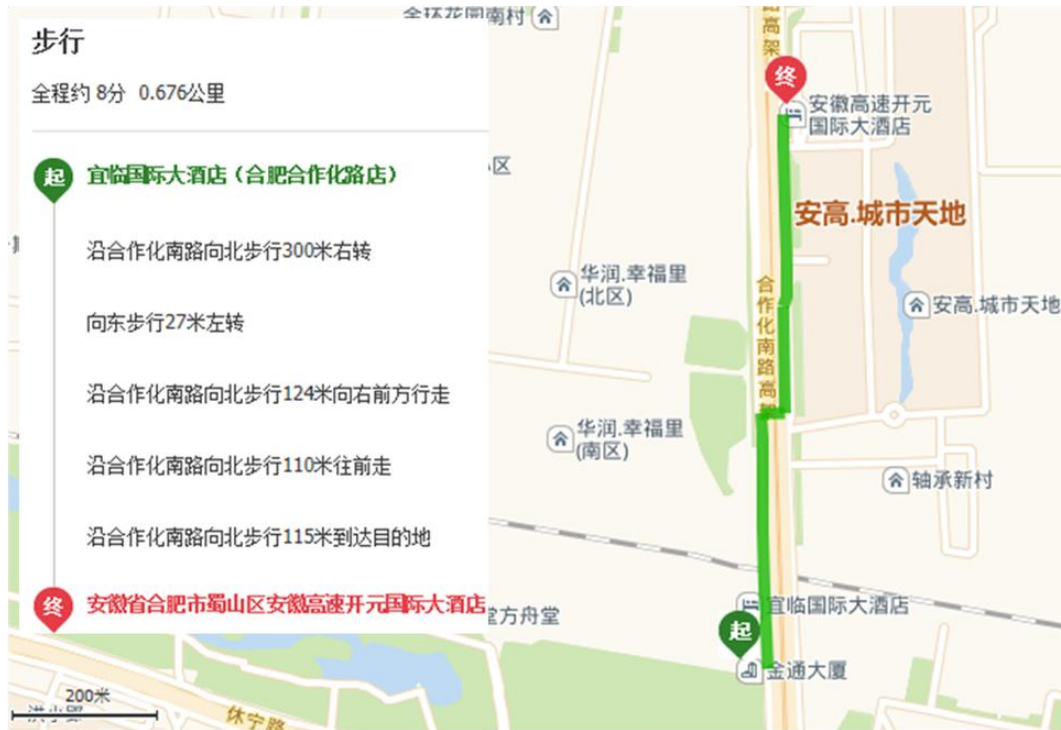 步行
全程约 8分 0.676公里
起 宜临国际大酒店（合肥合作化路店）
沿合作化南路向北步行300米右转
向东步行27米左转
沿合作化南路向北步行124米向右前方行走
沿合作化南路向北步行110米往前走
沿合作化南路向北步行115米到达目的地
终 安徽省合肥市蜀山区安徽高速开元国际大酒店
200米
休宁路
金环花园南村
路高架
终
安徽高速开元
国际大酒店
小区
安高.城市天地
华润.幸福里
(北区)
合作化南路高架
安高.城市天地
华润.幸福里
(南区)
轴承新村
宜临国际大酒店
方舟堂
起
金通大厦